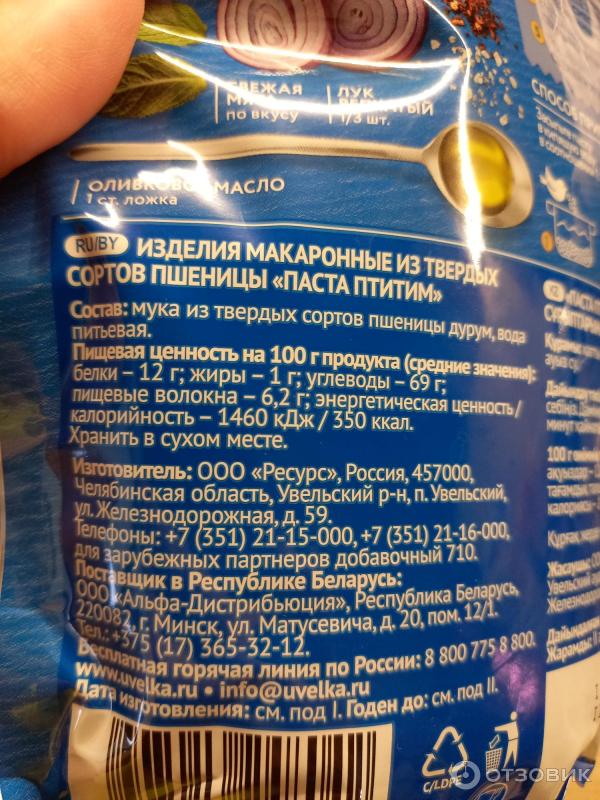 СВЕЖАЯ
МЯТА
ПО ВКУСУ
ЛУК
РЕПЧАТЫЙ
1/3 ШТ.
ОЛИВКОВОЕ МАСЛО
1 СТ. ЛОЖКА
СПОСОБ
RU/BY ИЗДЕЛИЯ МАКАРОННЫЕ ИЗ ТВЕРДЫХ
СОРТОВ ПШЕНИЦЫ «ПАСТА ПТИТИМ»
Состав: мука из твердых сортов пшеницы дурум, вода
питьевая.
Пищевая ценность на 100 г продукта (средние значения):
белки – 12 г; жиры – 1 г; углеводы – 69 г;
пищевые волокна – 6,2 г; энергетическая ценность /
калорийность – 1460 кДж / 350 ккал.
Хранить в сухом месте.
Изготовитель: ООО «Ресурс», Россия, 457000,
Челябинская область, Увельский р-н, п. Увельский,
ул. Железнодорожная, д. 59.
Телефоны: +7 (351) 21-15-000, +7 (351) 21-16-000,
для зарубежных партнеров добавочный 710.
Поставщик в Республике Беларусь:
ООО «Альфа-Дистрибьюция», Республика Беларусь,
220082, г. Минск, ул. Матусевича, д. 20, пом. 12/1.
Тел.: +375 (17) 365-32-12.
Бесплатная горячая линия по России: 8 800 775 8 800.
www.uvelka.ru • info@uvelka.ru
Дата изготовления: см. под I. Годен до: см. под II.
KZ «ПАСТА
100 г
C/LDPE
ОТЗОВИК